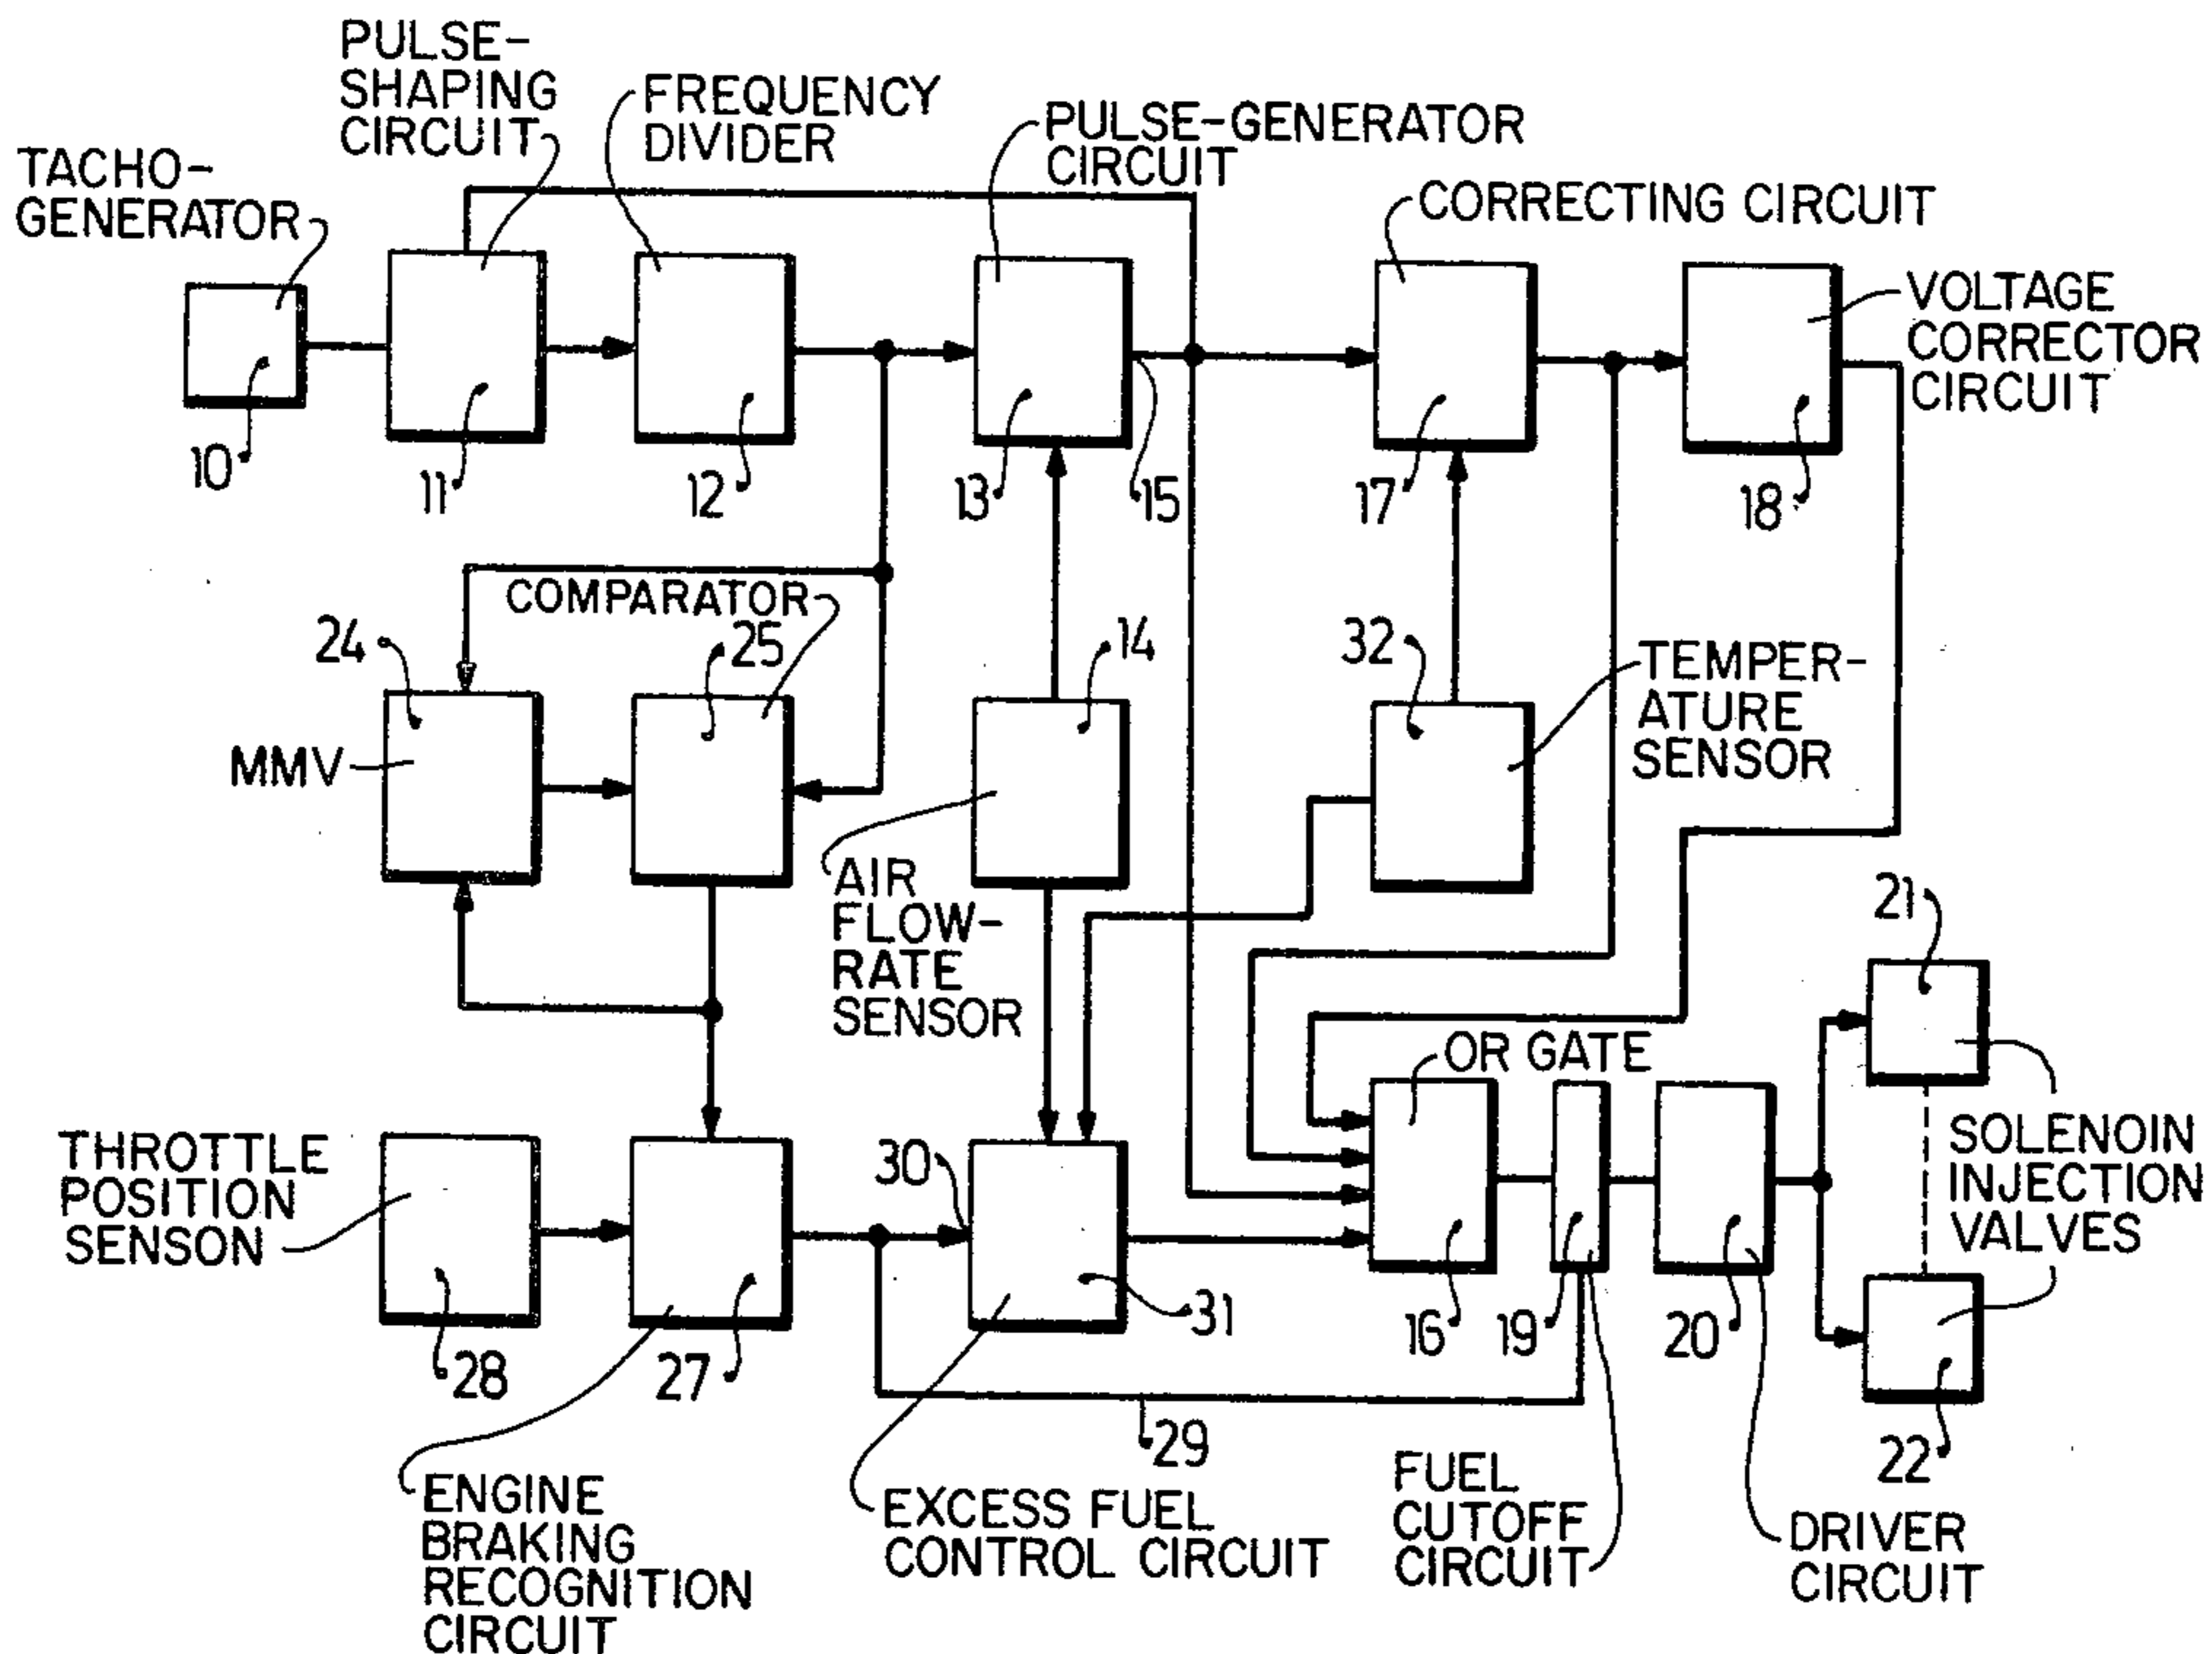 PULSE-
SHAPING
CIRCUIT
FREQUENCY
DIVIDER
PULSE-GENERATOR
CIRCUIT
TACHO-
GENERATOR
CORRECTING CIRCUIT
VOLTAGE
CORRECTOR
CIRCUIT
10
11
12
13
15
17
18
COMPARATOR
24
25
14
32
MMV
TEMPER-
ATURE
SENSOR
AIR
FLOW-
RATE
SENSOR
21
OR GATE
THROTTLE
POSITION
SENSON
30
SOLENOIN
INJECTION
VALVES
28
27
31
16
19
20
22
29
ENGINE
BRAKING
RECOGNITION
CIRCUIT
EXCESS FUEL
CONTROL CIRCUIT
FUEL
CUTOFF
CIRCUIT
DRIVER
CIRCUIT